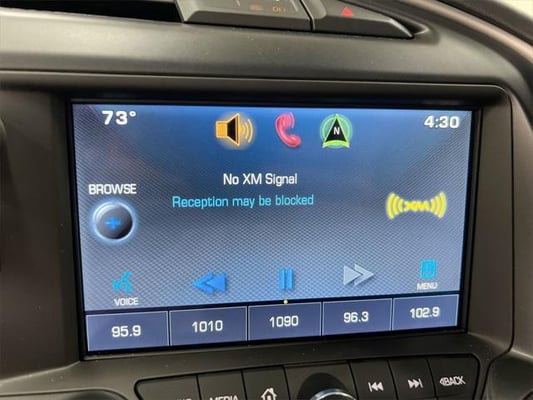 73°
4:30
N
No XM Signal
Reception may be blocked
BROWSE
XM
VOICE
MENU
95.9 1010 1090 96.3 102.9
MEDIA
BACK